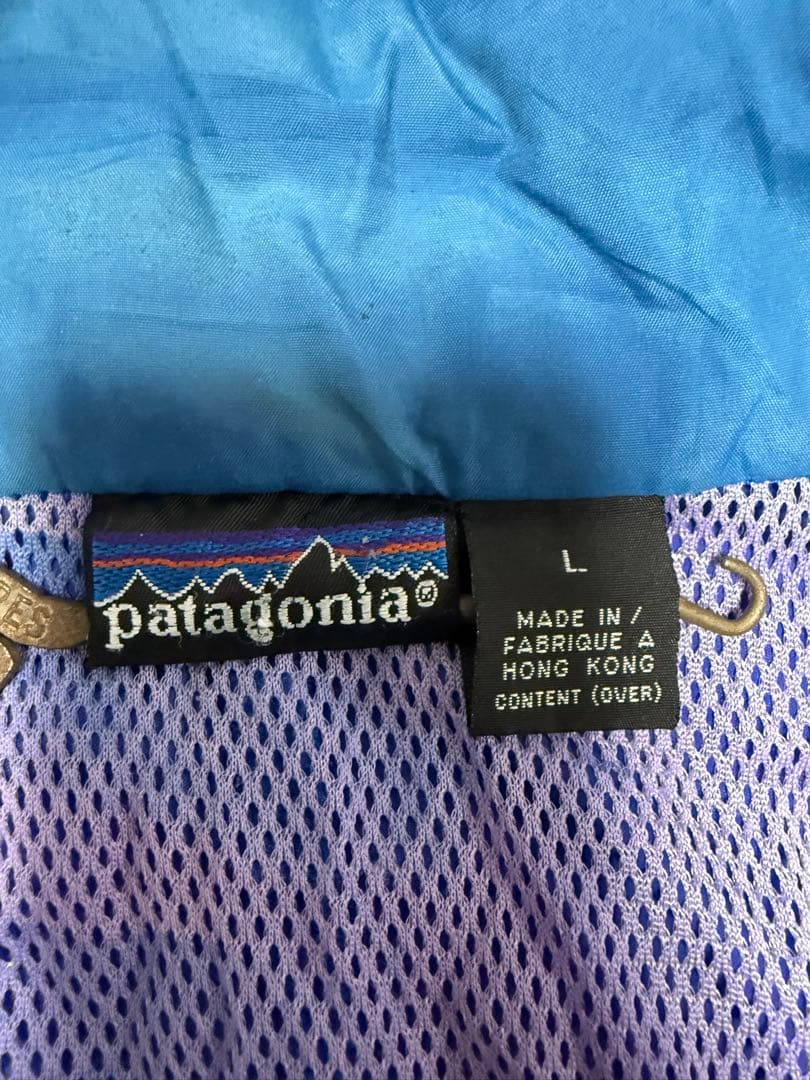 patagonia®
L
MADE IN /
FABRIQUE A
HONG KONG
CONTENT (OVER)